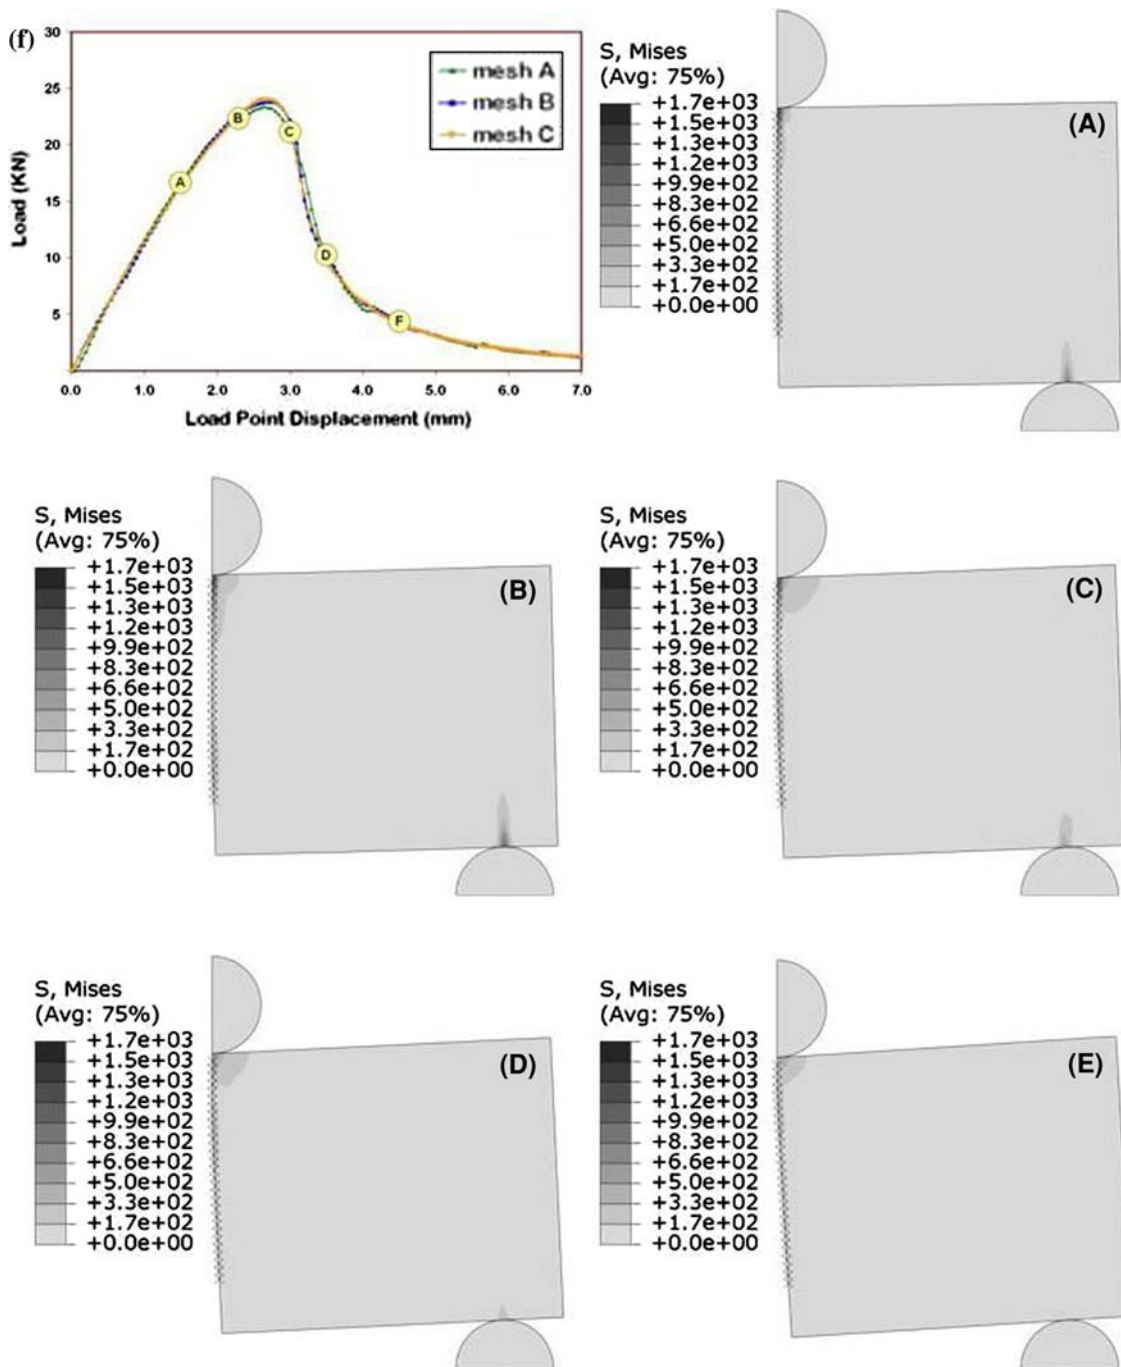 (f)
30
25
20
15
10
5
Load (KN)
mesh A
mesh B
mesh C
A
B
C
D
F
0.0 1.0 2.0 3.0 4.0 5.0 6.0 7.0
Load Point Displacement (mm)
S, Mises
(Avg: 75%)
+1.7e+03
+1.5e+03
+1.3e+03
+1.2e+03
+9.9e+02
+8.3e+02
+6.6e+02
+5.0e+02
+3.3e+02
+1.7e+02
+0.0e+00
(A)
S, Mises
(Avg: 75%)
+1.7e+03
+1.5e+03
+1.3e+03
+1.2e+03
+9.9e+02
+8.3e+02
+6.6e+02
+5.0e+02
+3.3e+02
+1.7e+02
+0.0e+00
(B)
S, Mises
(Avg: 75%)
+1.7e+03
+1.5e+03
+1.3e+03
+1.2e+03
+9.9e+02
+8.3e+02
+6.6e+02
+5.0e+02
+3.3e+02
+1.7e+02
+0.0e+00
(C)
S, Mises
(Avg: 75%)
+1.7e+03
+1.5e+03
+1.3e+03
+1.2e+03
+9.9e+02
+8.3e+02
+6.6e+02
+5.0e+02
+3.3e+02
+1.7e+02
+0.0e+00
(D)
S, Mises
(Avg: 75%)
+1.7e+03
+1.5e+03
+1.3e+03
+1.2e+03
+9.9e+02
+8.3e+02
+6.6e+02
+5.0e+02
+3.3e+02
+1.7e+02
+0.0e+00
(E)